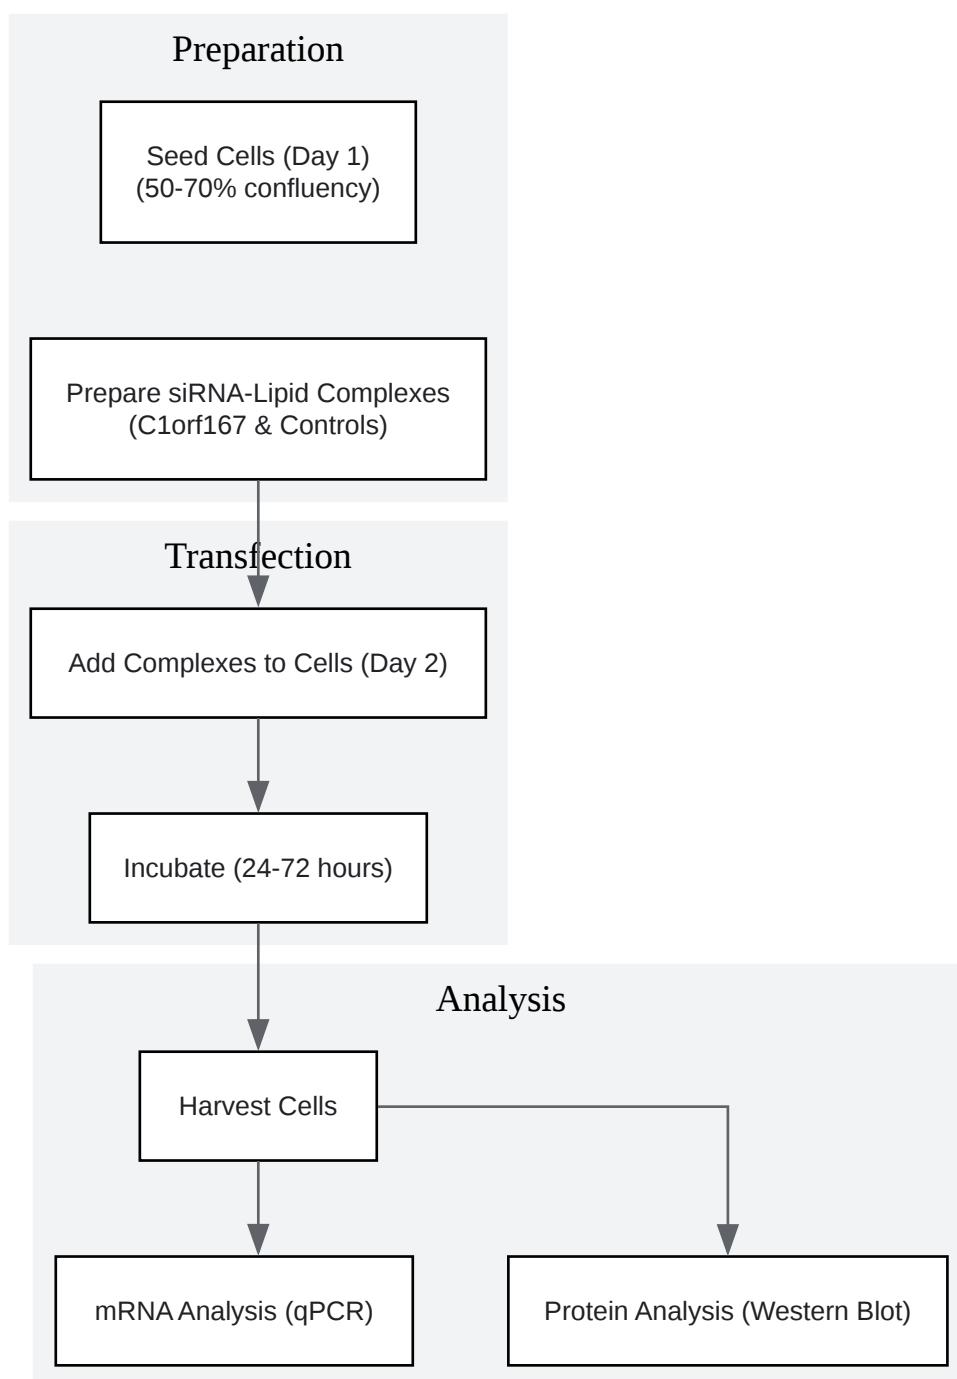 Preparation
Seed Cells (Day 1)
(50-70% confluency)
Prepare siRNA-Lipid Complexes
(C1orf167 & Controls)
Transfection
Add Complexes to Cells (Day 2)
Incubate (24-72 hours)
Analysis
Harvest Cells
mRNA Analysis (qPCR)
Protein Analysis (Western Blot)